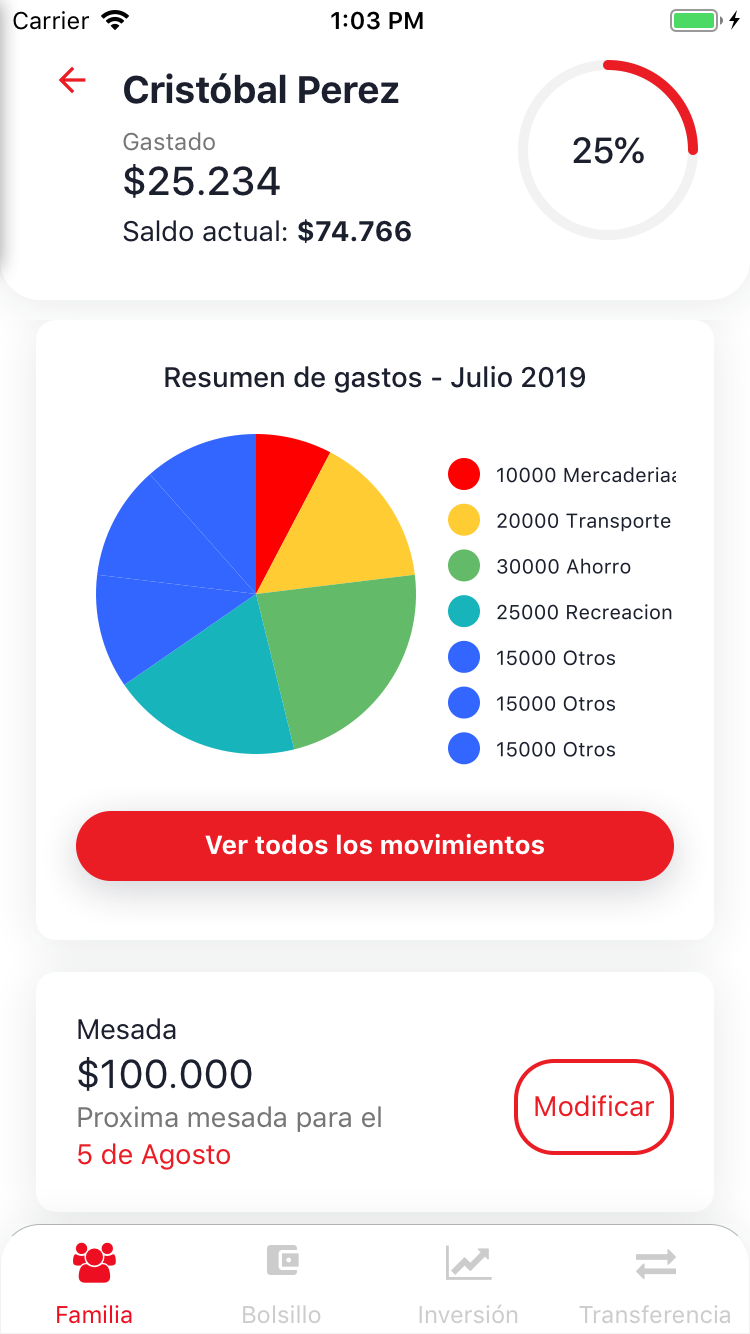 Carrier
1:03 PM
Cristóbal Perez
Gastado
$25.234
Saldo actual: $74.766
25%
Resumen de gastos - Julio 2019
10000 Mercaderia
20000 Transporte
30000 Ahorro
25000 Recreacion
15000 Otros
15000 Otros
15000 Otros
Ver todos los movimientos
Mesada
$100.000
Proxima mesada para el
5 de Agosto
Modificar
Familia
Bolsillo
Inversión
Transferencia